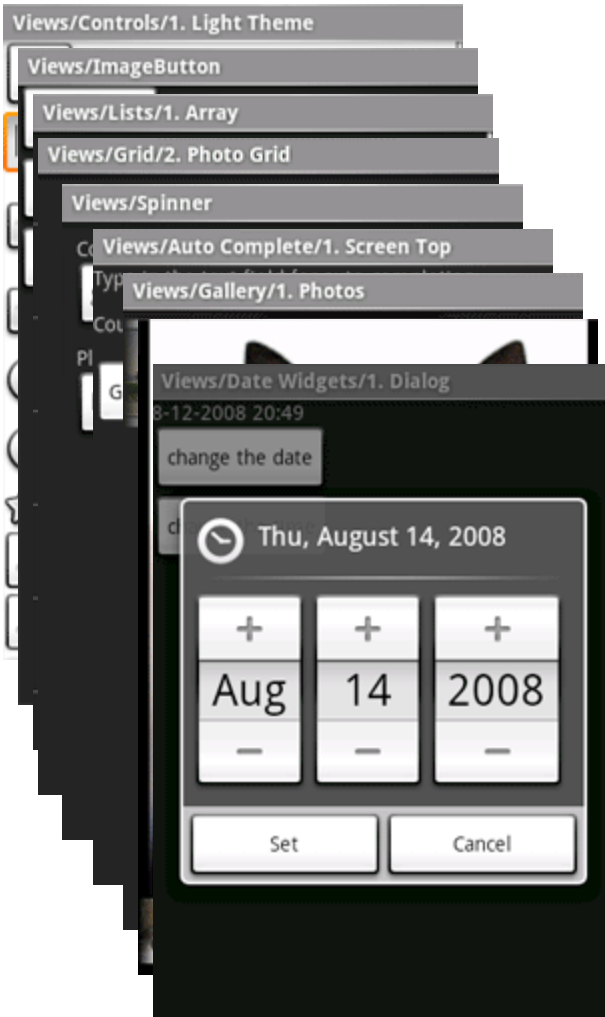 Views/Controls/1. Light Theme
Views/ImageButton
Views/Lists/1. Array
Views/Grid/2. Photo Grid
Views/Spinner
Views/Auto Complete/1. Screen Top
Views/Gallery/1. Photos
Views/Date Widgets/1. Dialog
8-12-2008 20:49
change the date
Thu, August 14, 2008
+ + +
Aug 14 2008
− − −
Set Cancel